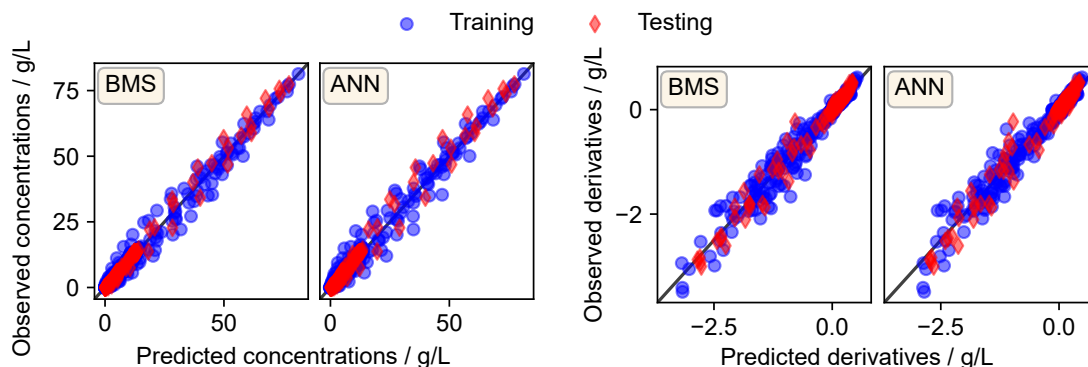 Training Testing
Observed concentrations / g/L
75
50
25
0
BMS
ANN
0 50 0 50
Predicted concentrations / g/L
Observed derivatives / g/L
0
−2
BMS
ANN
−2.5 0.0 −2.5 0.0
Predicted derivatives / g/L